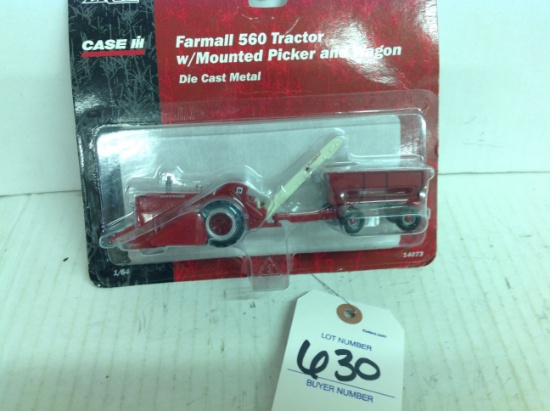 CASE III
Farmall 560 Tractor
w/Mounted Picker and Wagon
Die Cast Metal
1/64
14073
LOT NUMBER
630
BUYER NUMBER